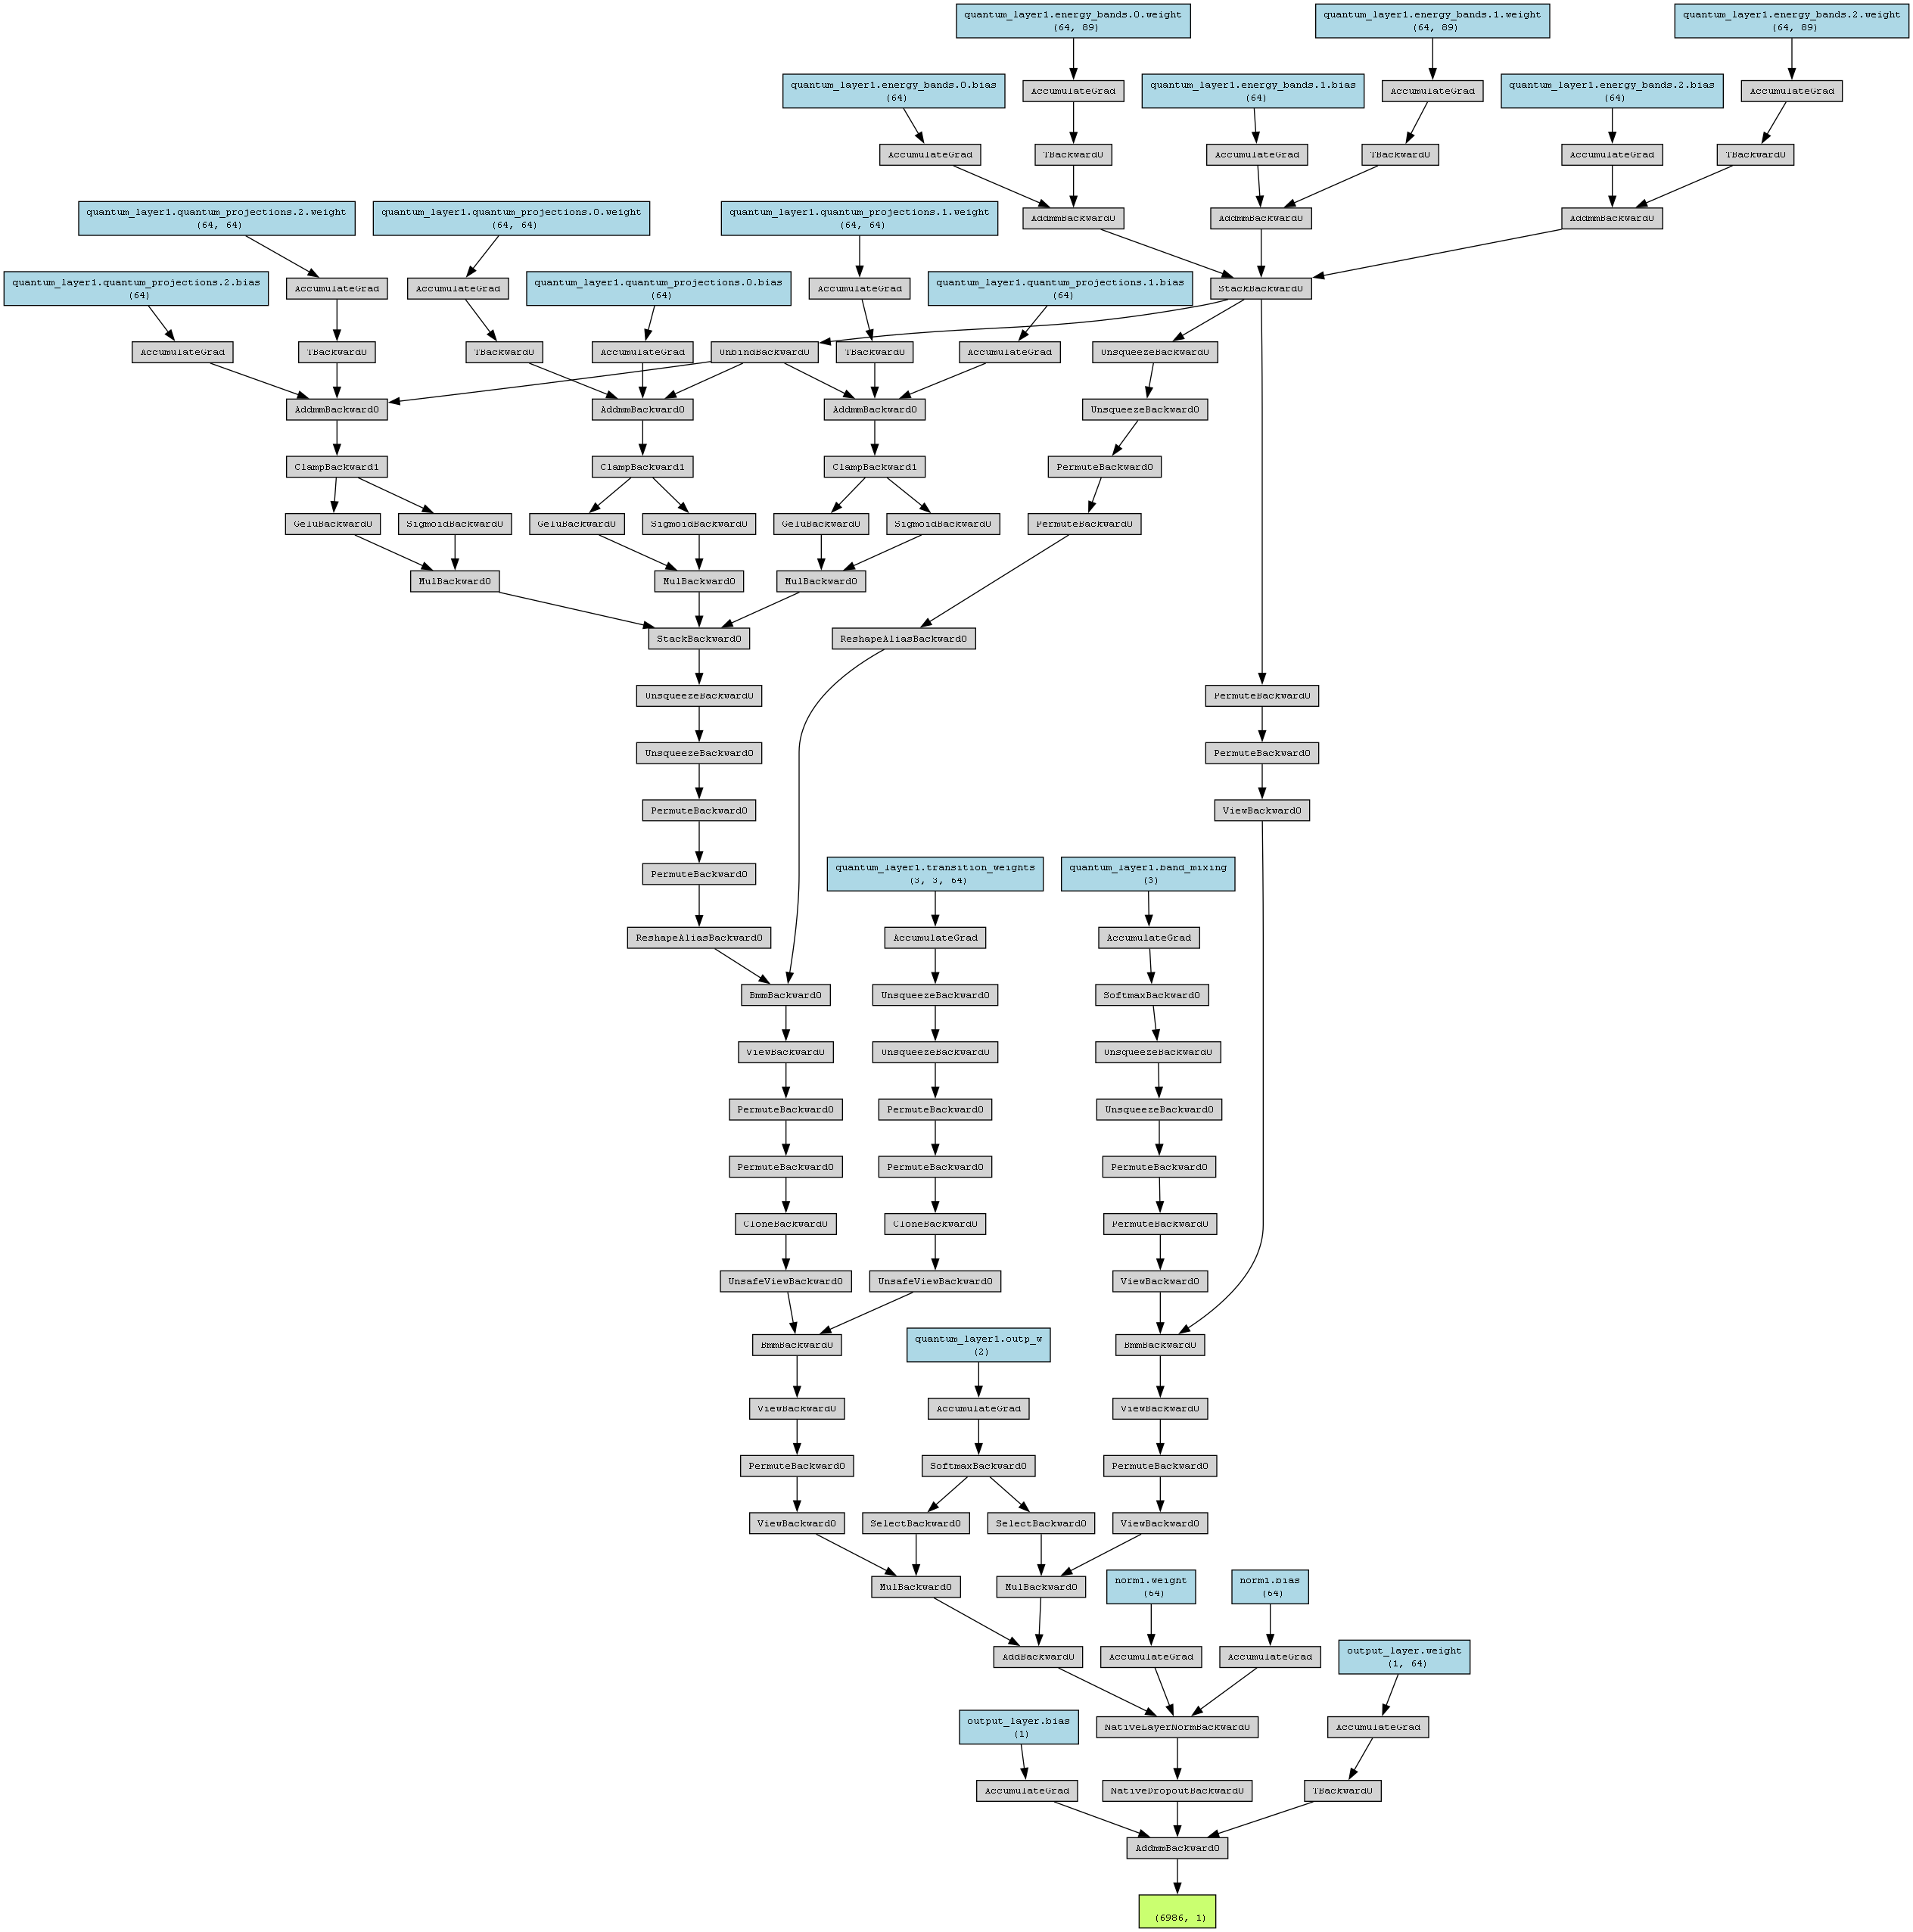 quantum_layer1.energy_bands.0.weight
(64, 89)
quantum_layer1.energy_bands.1.weight
(64, 89)
quantum_layer1.energy_bands.2.weight
(64, 89)
quantum_layer1.energy_bands.0.bias
(64)
AccumulateGrad
quantum_layer1.energy_bands.1.bias
(64)
AccumulateGrad
quantum_layer1.energy_bands.2.bias
(64)
AccumulateGrad
AccumulateGrad
TBackward0
AccumulateGrad
TBackward0
AccumulateGrad
TBackward0
quantum_layer1.quantum_projections.2.weight
(64, 64)
quantum_layer1.quantum_projections.0.weight
(64, 64)
quantum_layer1.quantum_projections.1.weight
(64, 64)
AddmmBackward0
AddmmBackward0
AddmmBackward0
quantum_layer1.quantum_projections.2.bias
(64)
AccumulateGrad
AccumulateGrad
quantum_layer1.quantum_projections.0.bias
(64)
AccumulateGrad
quantum_layer1.quantum_projections.1.bias
(64)
StackBackward0
AccumulateGrad
TBackward0
TBackward0
AccumulateGrad
UnbindBackward0
TBackward0
AccumulateGrad
UnsqueezeBackward0
AddmmBackward0
AddmmBackward0
AddmmBackward0
UnsqueezeBackward0
ClampBackward1
ClampBackward1
ClampBackward1
PermuteBackward0
GeluBackward0
SigmoidBackward0
GeluBackward0
SigmoidBackward0
GeluBackward0
SigmoidBackward0
PermuteBackward0
MulBackward0
MulBackward0
MulBackward0
StackBackward0
ReshapeAliasBackward0
UnsqueezeBackward0
PermuteBackward0
UnsqueezeBackward0
PermuteBackward0
PermuteBackward0
ViewBackward0
PermuteBackward0
quantum_layer1.transition_weights
(3, 3, 64)
quantum_layer1.band_mixing
(3)
ReshapeAliasBackward0
AccumulateGrad
AccumulateGrad
BmmBackward0
UnsqueezeBackward0
SoftmaxBackward0
ViewBackward0
UnsqueezeBackward0
UnsqueezeBackward0
PermuteBackward0
PermuteBackward0
UnsqueezeBackward0
PermuteBackward0
PermuteBackward0
PermuteBackward0
CloneBackward0
CloneBackward0
PermuteBackward0
UnsafeViewBackward0
UnsafeViewBackward0
ViewBackward0
BmmBackward0
quantum_layer1.outp_w
(2)
BmmBackward0
ViewBackward0
AccumulateGrad
ViewBackward0
PermuteBackward0
SoftmaxBackward0
PermuteBackward0
ViewBackward0
SelectBackward0
SelectBackward0
ViewBackward0
MulBackward0
MulBackward0
norm1.weight
(64)
norm1.bias
(64)
AddBackward0
AccumulateGrad
AccumulateGrad
output_layer.weight
(1, 64)
output_layer.bias
(1)
NativeLayerNormBackward0
AccumulateGrad
AccumulateGrad
NativeDropoutBackward0
TBackward0
AddmmBackward0
(6986, 1)